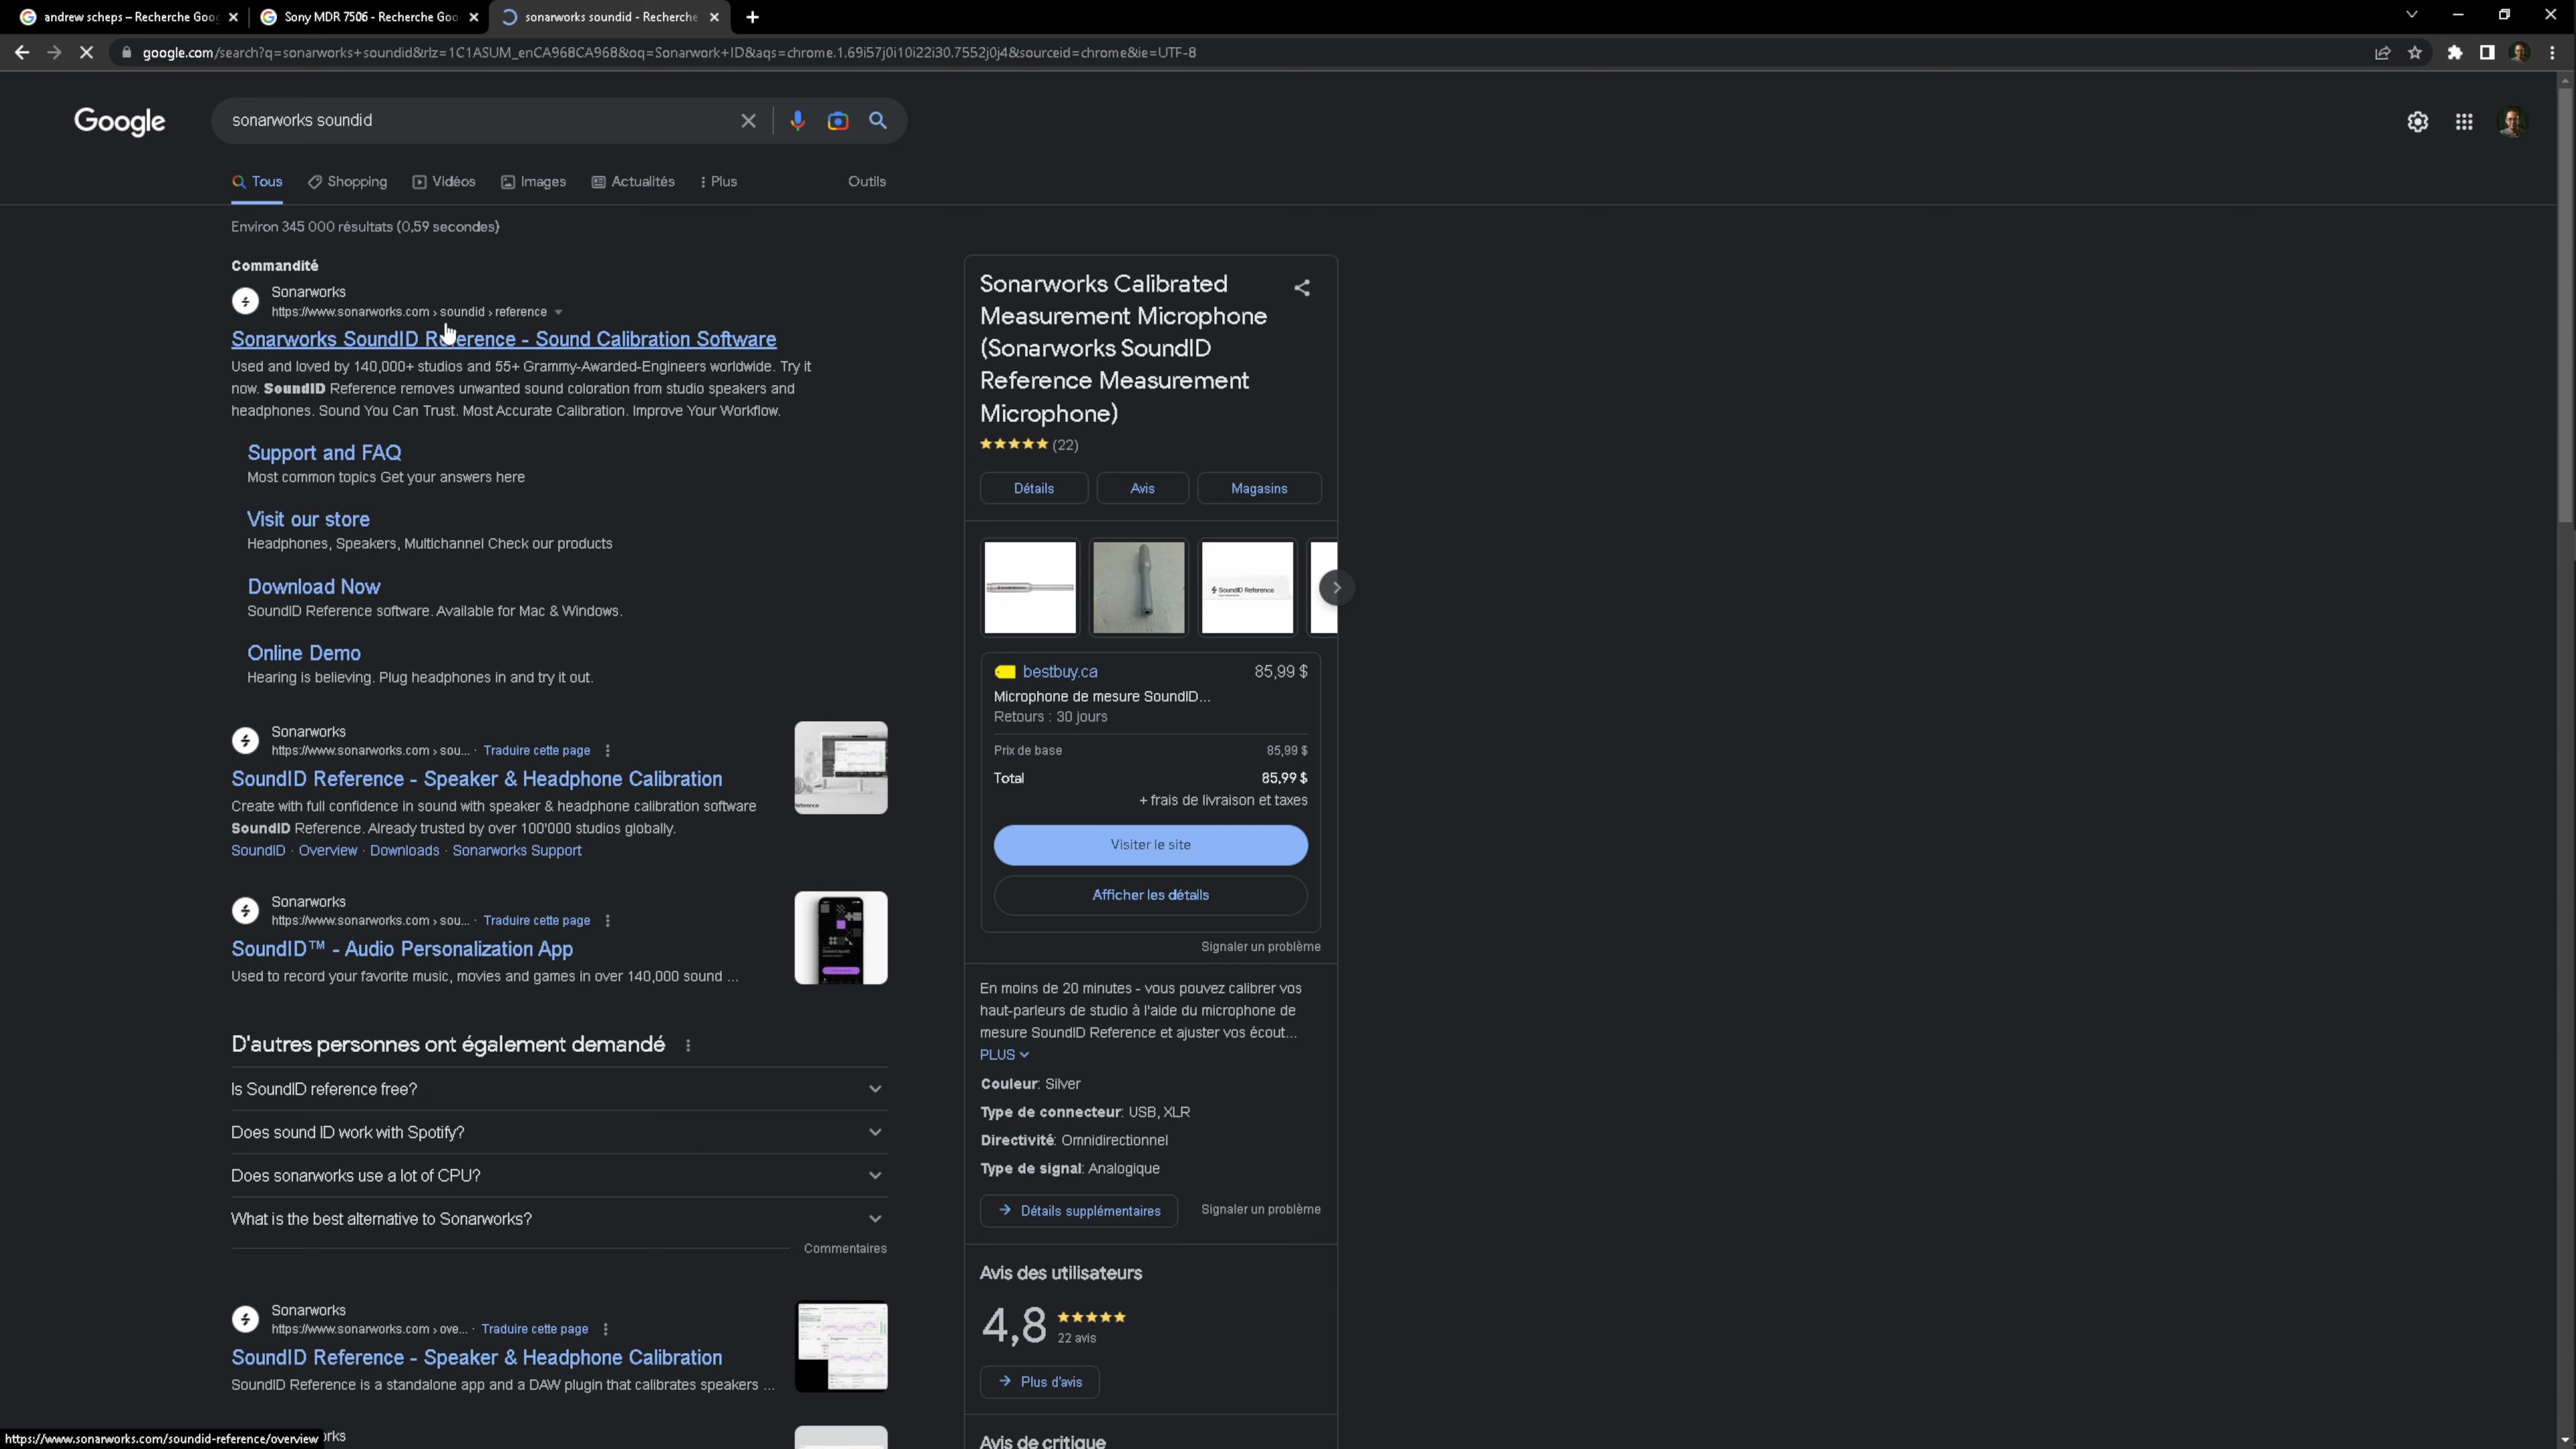 andrew scheps – Recherche Goog
Sony MDR 7506 - Recherche Goo
sonarworks soundid - Recherche
google.com/search?q=sonarworks+soundid&rlz=1C1ASUM_enCA968CA968&oq=Sonarwork+ID&aqs=chrome.1.69i57j0i10i22i30.7552j0j4&sourceid=chrome&ie=UTF-8
Google
sonarworks soundid
Tous
Shopping
Vidéos
Images
Actualités
Plus
Outils
Environ 345 000 résultats (0,59 secondes)
Commandité
Sonarworks
https://www.sonarworks.com › soundid › reference
Sonarworks SoundID Reference - Sound Calibration Software
Used and loved by 140,000+ studios and 55+ Grammy-Awarded-Engineers worldwide. Try it
now. SoundID Reference removes unwanted sound coloration from studio speakers and
headphones. Sound You Can Trust. Most Accurate Calibration. Improve Your Workflow.
Support and FAQ
Most common topics Get your answers here
Visit our store
Headphones, Speakers, Multichannel Check our products
Download Now
SoundID Reference software. Available for Mac & Windows.
Online Demo
Hearing is believing. Plug headphones in and try it out.
Sonarworks
https://www.sonarworks.com › sou... · Traduire cette page
SoundID Reference - Speaker & Headphone Calibration
Create with full confidence in sound with speaker & headphone calibration software
SoundID Reference. Already trusted by over 100'000 studios globally.
SoundID · Overview · Downloads · Sonarworks Support
Sonarworks
https://www.sonarworks.com › sou... · Traduire cette page
SoundID™ - Audio Personalization App
Used to record your favorite music, movies and games in over 140,000 sound ...
D'autres personnes ont également demandé
Is SoundID reference free?
Does sound ID work with Spotify?
Does sonarworks use a lot of CPU?
What is the best alternative to Sonarworks?
Commentaires
Sonarworks
https://www.sonarworks.com › ove... · Traduire cette page
SoundID Reference - Speaker & Headphone Calibration
SoundID Reference is a standalone app and a DAW plugin that calibrates speakers ...
https://www.sonarworks.com/soundid-reference/overview
rks
Sonarworks Calibrated
Measurement Microphone
(Sonarworks SoundID
Reference Measurement
Microphone)
(22)
Détails
Avis
Magasins
SoundID Reference
bestbuy.ca 85,99 $
Microphone de mesure SoundID...
Retours : 30 jours
Prix de base 85,99 $
Total 85,99 $
+ frais de livraison et taxes
Visiter le site
Afficher les détails
Signaler un problème
En moins de 20 minutes - vous pouvez calibrer vos
haut-parleurs de studio à l'aide du microphone de
mesure SoundID Reference et ajuster vos écout...
PLUS
Couleur: Silver
Type de connecteur: USB, XLR
Directivité: Omnidirectionnel
Type de signal: Analogique
Détails supplémentaires
Signaler un problème
Avis des utilisateurs
4,8
22 avis
Plus d'avis
Avis de critique